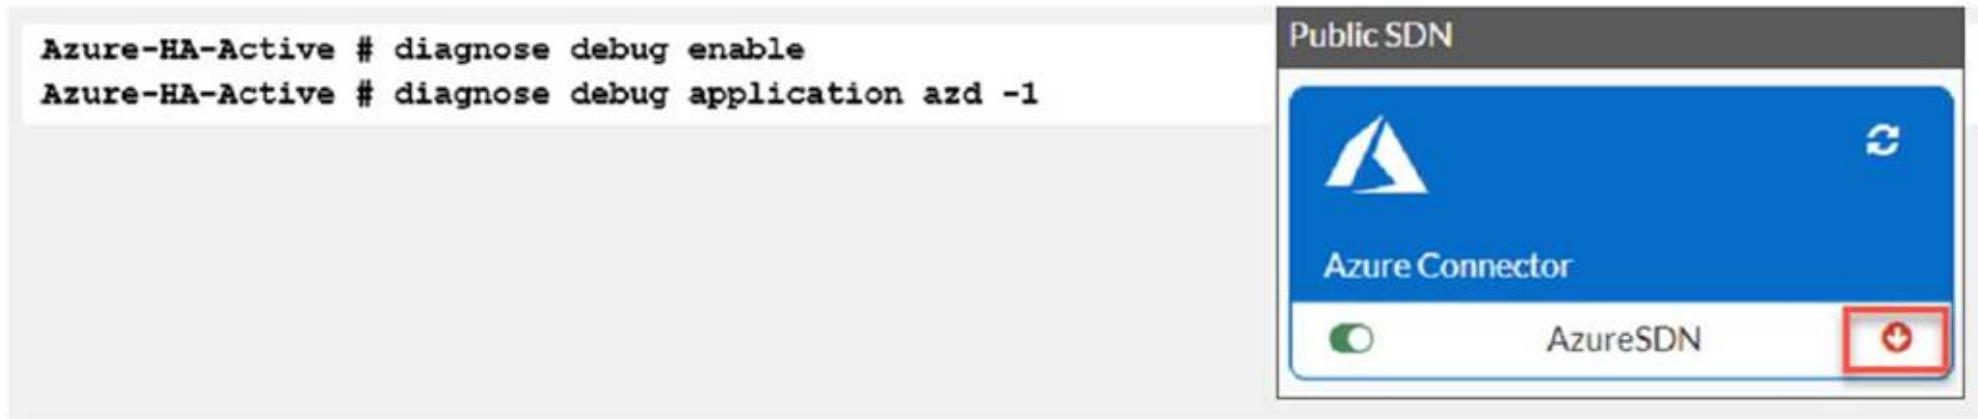 Azure-HA-Active # diagnose debug enable
Azure-HA-Active # diagnose debug application azd -1
Public SDN
Azure Connector
AzureSDN